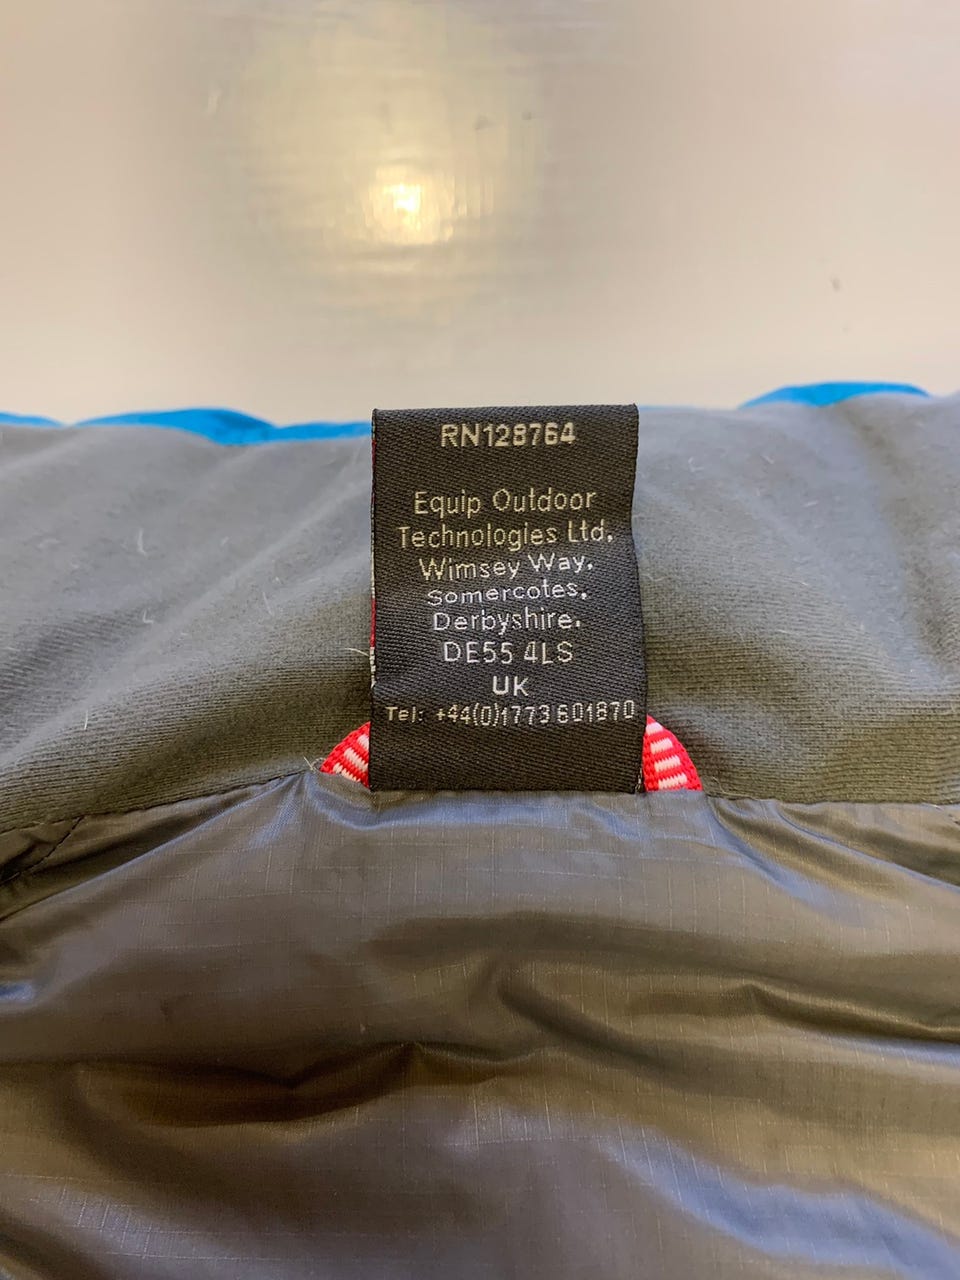 RN128764
Equip Outdoor
Technologies Ltd.
Wimsey Way,
Somercotes,
Derbyshire.
DE55 4LS
UK
Tel: +44(0)1773 601870